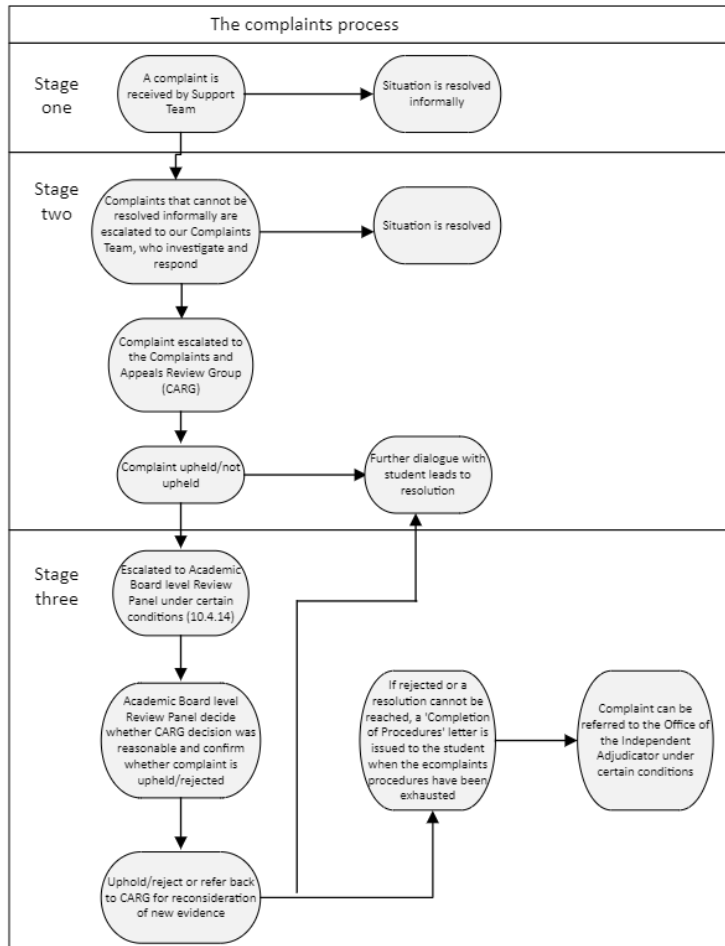 The complaints process
Stage
one
A complaint is
received by Support
Team
Situation is resolved
informally
Stage
two
Complaints that cannot be
resolved informally are
escalated to our Complaints
Team, who investigate and
respond
Situation is resolved
Complaint escalated to
the Complaints and
Appeals Review Group
(CARG)
Complaint upheld/not
upheld
Further dialogue with
student leads to
resolution
Stage
three
Escalated to Academic
Board level Review
Panel under certain
conditions (10.4.14)
Academic Board level
Review Panel decide
whether CARG decision was
reasonable and confirm
whether complaint is
upheld/rejected
If rejected or a
resolution cannot be
reached, a 'Completion
of Procedures' letter is
issued to the student
when the ecomplaints
procedures have been
exhausted
Complaint can be
referred to the Office of
the Independent
Adjudicator under
certain conditions
Uphold/reject or refer back
to CARG for reconsideration
of new evidence